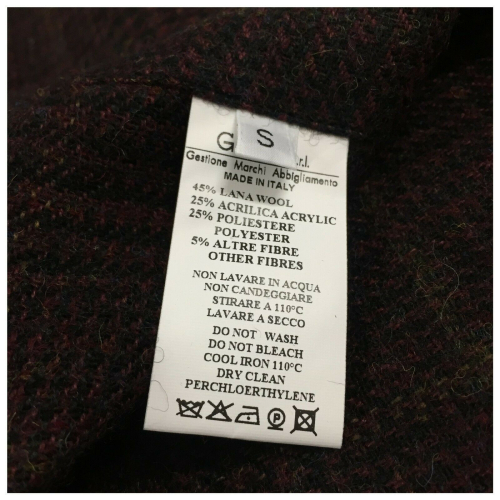 S
G
.r.l.
Gestione Marchi Abbigliamento
MADE IN ITALY
45% LANA WOOL
25% ACRILICA ACRYLIC
25% POLIESTERE
POLYESTER
5% ALTRE FIBRE
OTHER FIBRES
NON LAVARE IN ACQUA
NON CANDEGGIARE
STIRARE A 110°C
LAVARE A SECCO
DO NOT WASH
DO NOT BLEACH
COOL IRON 110°C
DRY CLEAN
PERCHLOERTHYLENE
P